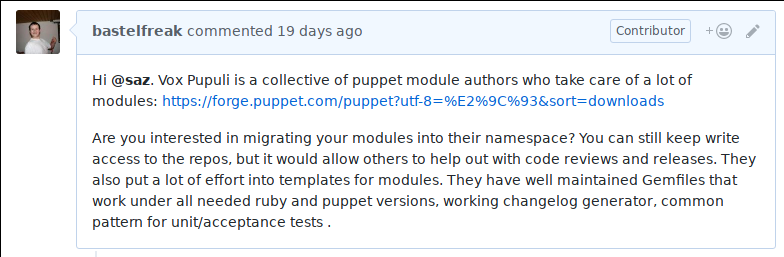 bastelfreak commented 19 days ago Contributor +
Hi @saz. Vox Pupuli is a collective of puppet module authors who take care of a lot of
modules: https://forge.puppet.com/puppet?utf-8=%E2%9C%93&sort=downloads
Are you interested in migrating your modules into their namespace? You can still keep write
access to the repos, but it would allow others to help out with code reviews and releases. They
also put a lot of effort into templates for modules. They have well maintained Gemfiles that
work under all needed ruby and puppet versions, working changelog generator, common
pattern for unit/acceptance tests .